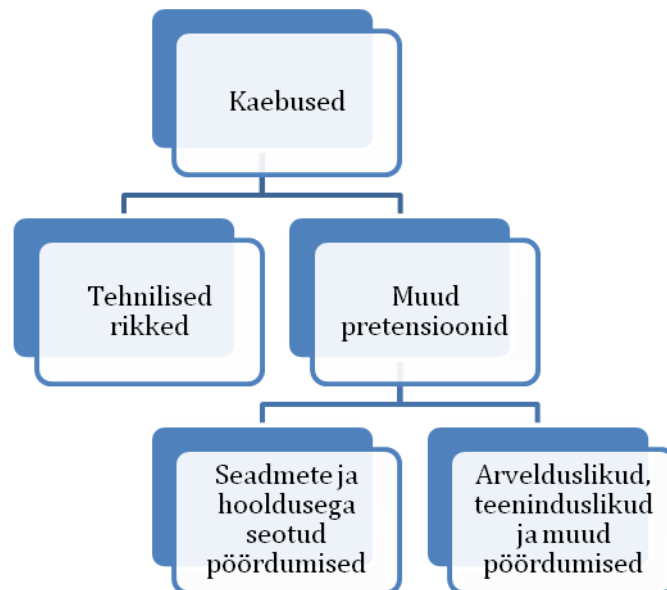 Kaebused
Tehnilised
rikked
Muud
pretensioonid
Seadmete ja
hooldusega
seotud
pöördumised
Arvelduslikud,
teeninduslikud
ja muud
pöördumised